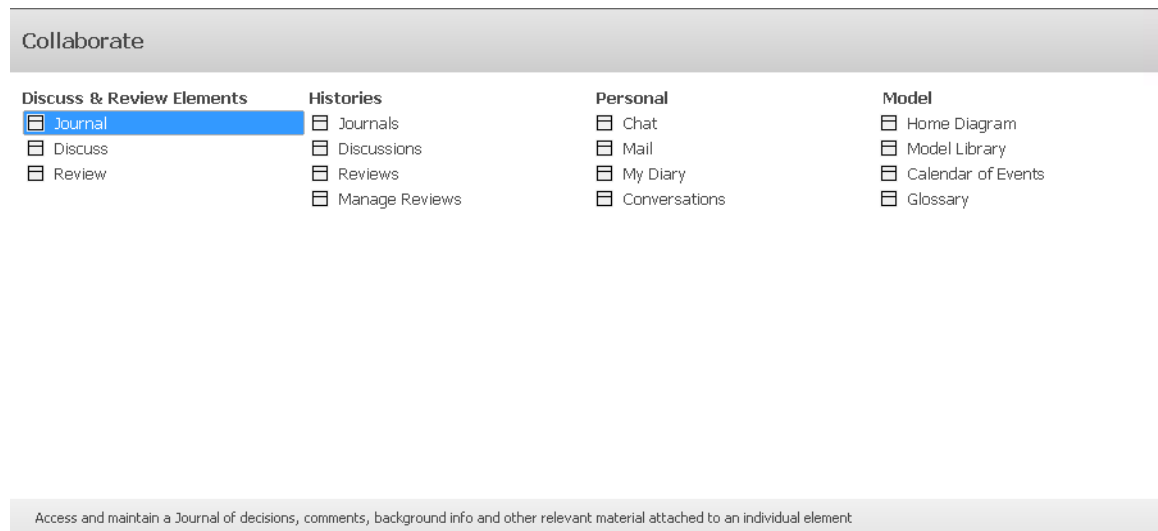 Collaborate
Discuss & Review Elements
Journal
Discuss
Review
Histories
Journals
Discussions
Reviews
Manage Reviews
Personal
Chat
Mail
My Diary
Conversations
Model
Home Diagram
Model Library
Calendar of Events
Glossary
Access and maintain a Journal of decisions, comments, background info and other relevant material attached to an individual element